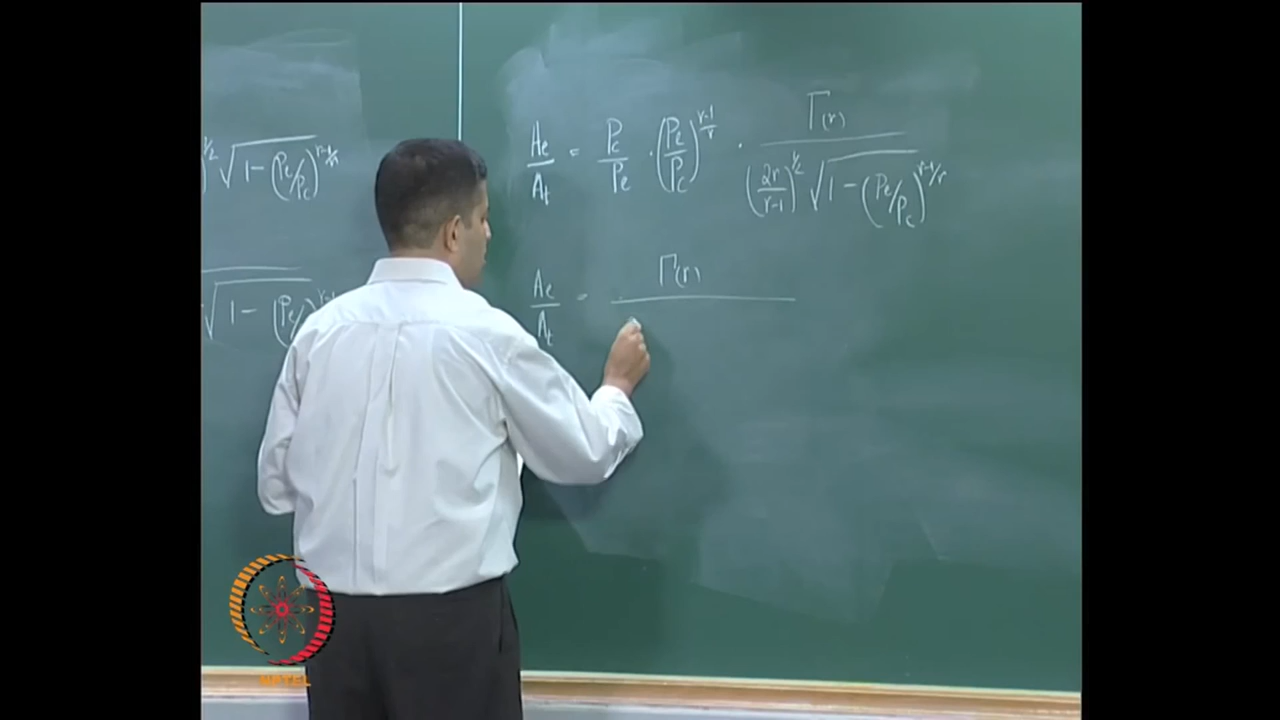 )^{1/2} √(1 - (Pe/Pc)^{r-1/r})
Ae/At = Pc/Pe · (Pe/Pc)^{r-1/r} · Γ(r) / ((2r/r-1)^{1/2} √(1 - (Pe/Pc)^{r-1/r}))
√(1 - (Pe/
Ae/At = Γ(r)
NPTEL